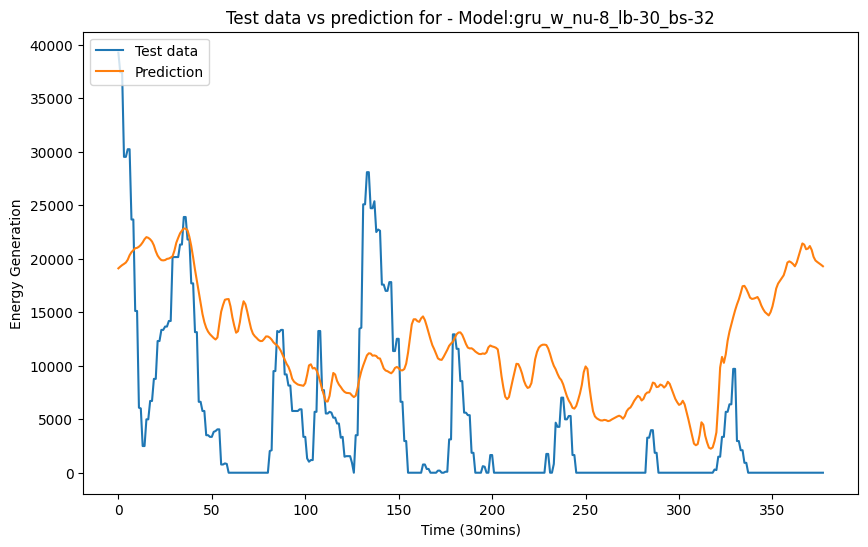 Test data vs prediction for - Model:gru_w_nu-8_lb-30_bs-32
Test data
Prediction
40000
35000
30000
25000
20000
15000
10000
5000
0
Energy Generation
0 50 100 150 200 250 300 350
Time (30mins)